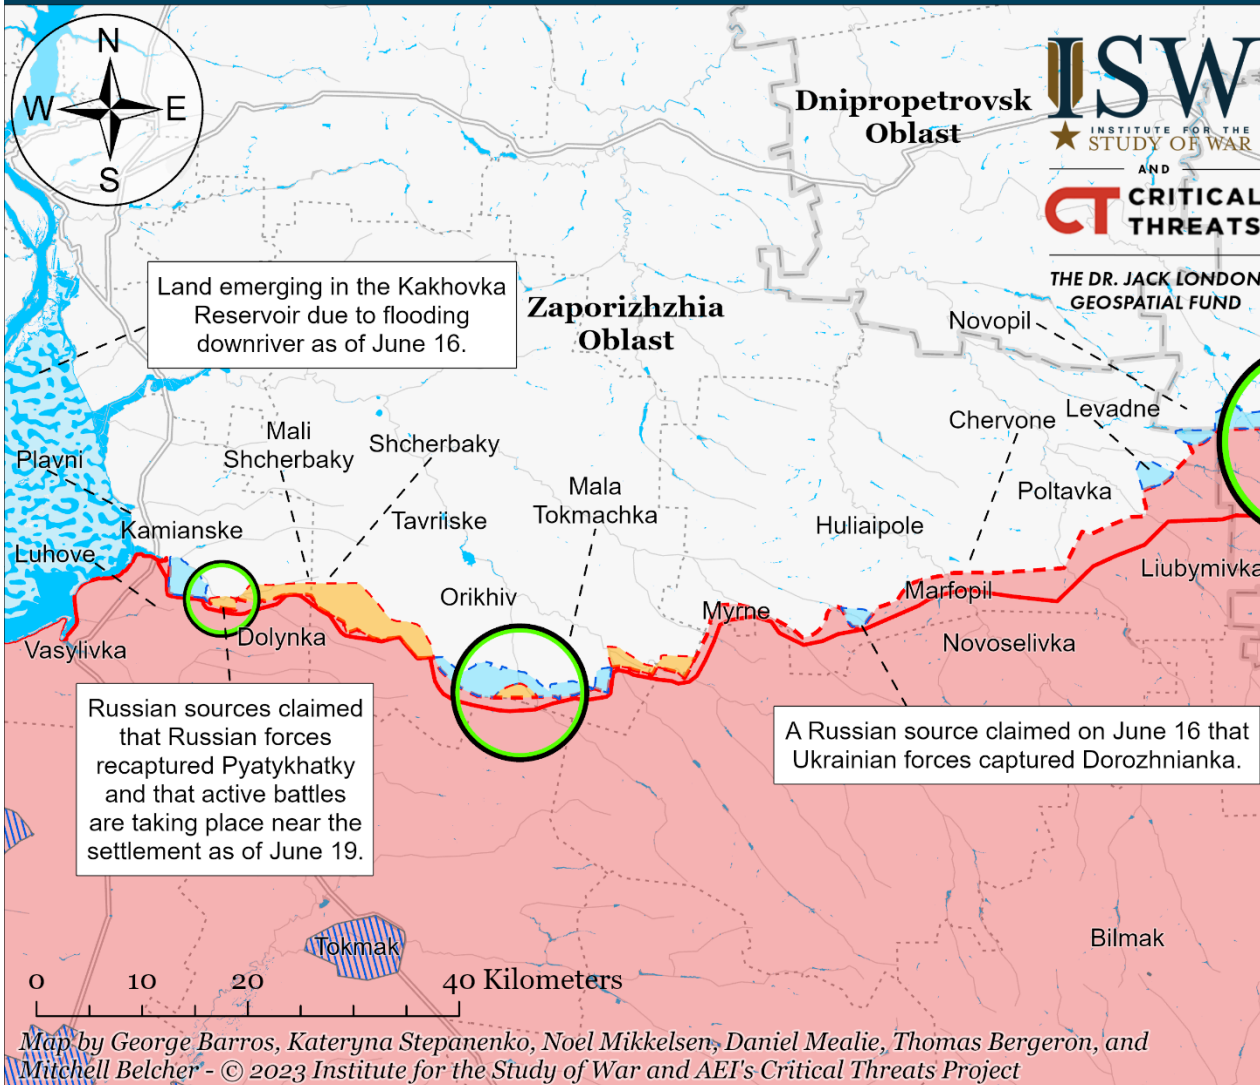 N
W
E
S
Dnipropetrovsk
Oblast
ISW
INSTITUTE FOR THE
STUDY OF WAR
AND
CT
CRITICAL
THREATS
THE DR. JACK LONDON
GEOSPATIAL FUND
Land emerging in the Kakhovka
Reservoir due to flooding
downriver as of June 16.
Zaporizhzhia
Oblast
Novopil
Levadne
Chervone
Mali
Shcherbaky
Shcherbaky
Plavni
Mala
Tokmachka
Poltavka
Tavriiske
Huliaipole
Kamianske
Luhove
Liubymivka
Orikhiv
Marfopil
Myrne
Dolynka
Vasylivka
Novoselivka
Russian sources claimed
that Russian forces
recaptured Pyatykhatky
and that active battles
are taking place near the
settlement as of June 19.
A Russian source claimed on June 16 that
Ukrainian forces captured Dorozhnianka.
Tokmak
Bilmak
0 10 20 40 Kilometers
Map by George Barros, Kateryna Stepanenko, Noel Mikkelsen, Daniel Mealie, Thomas Bergeron, and
Mitchell Belcher - © 2023 Institute for the Study of War and AEI's Critical Threats Project